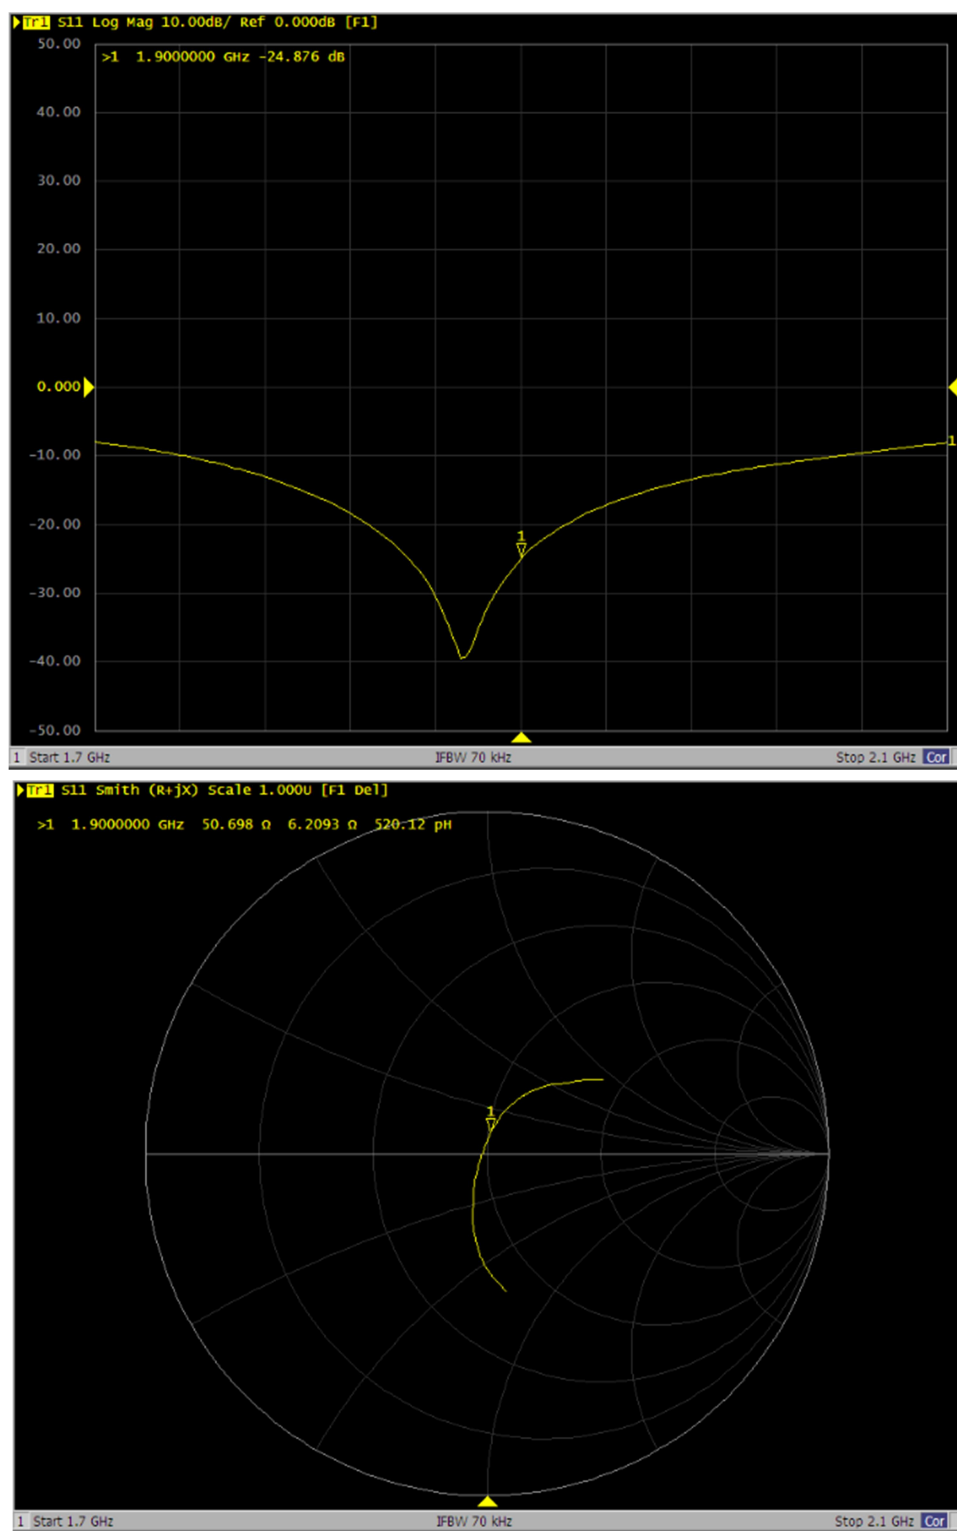 Tr1 S11 Log Mag 10.00dB/ Ref 0.000dB [F1]
50.00
>1 1.9000000 GHz -24.876 dB
40.00
30.00
20.00
10.00
0.000
1
-10.00
-20.00
1
-30.00
-40.00
-50.00
1 Start 1.7 GHz IFBW 70 kHz Stop 2.1 GHz Cor
Tr1 S11 Smith (R+jX) Scale 1.000U [F1 Del]
>1 1.9000000 GHz 50.698 Ω 6.2093 Ω 520.12 pH
1
1 Start 1.7 GHz IFBW 70 kHz Stop 2.1 GHz Cor